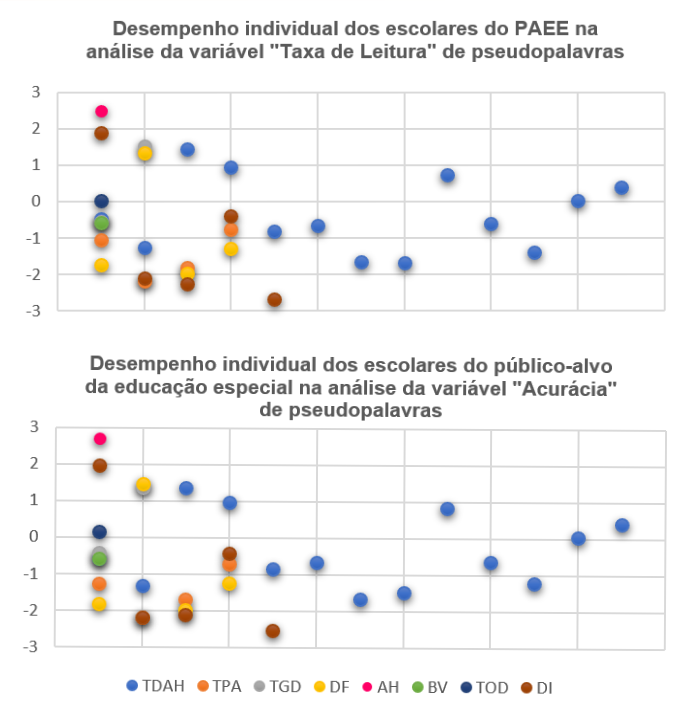 Desempenho individual dos escolares do PAEE na
análise da variável "Taxa de Leitura" de pseudopalavras
3
2
1
0
-1
-2
-3
Desempenho individual dos escolares do público-alvo
da educação especial na análise da variável "Acurácia"
de pseudopalavras
3
2
1
0
-1
-2
-3
TDAH TPA TGD DF AH BV TOD DI